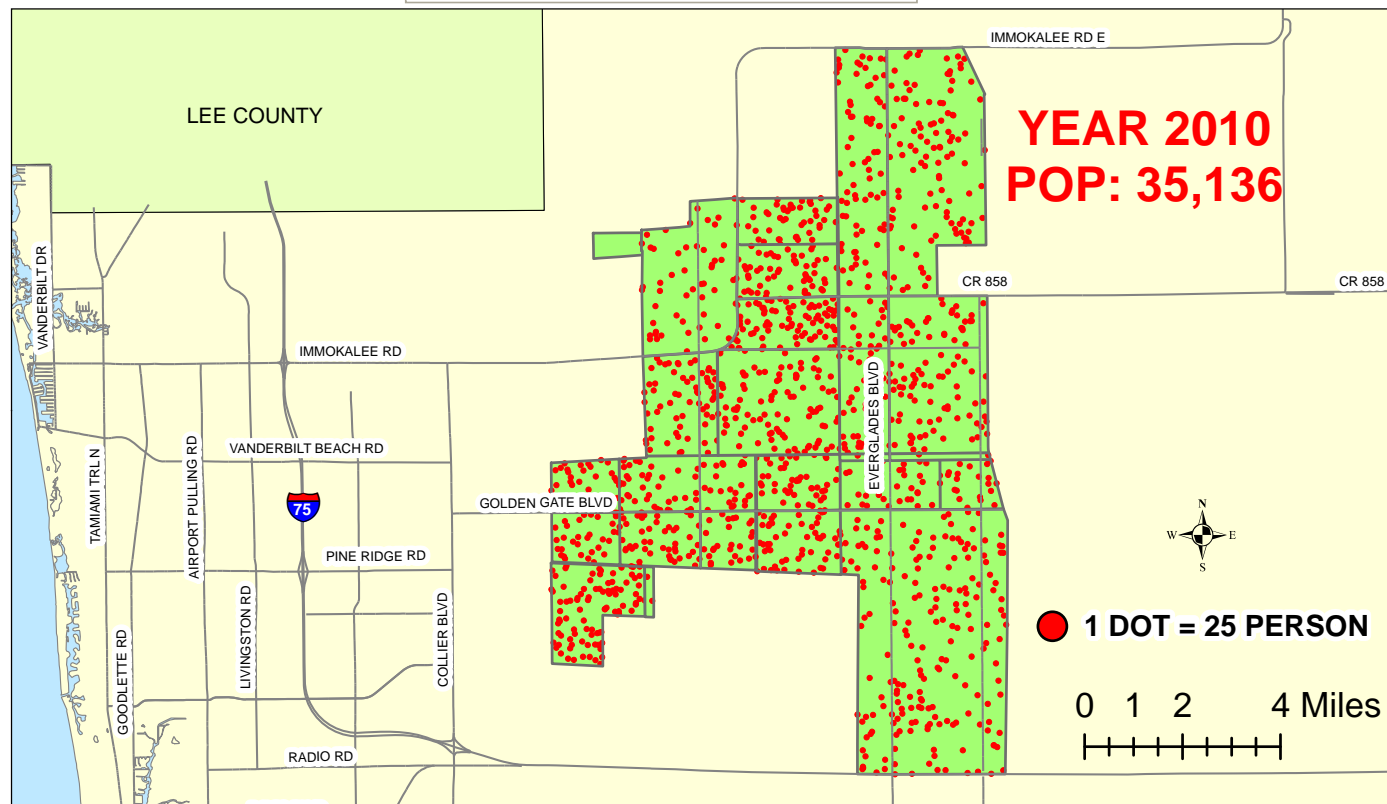 IMMOKALEE RD E
LEE COUNTY
YEAR 2010
POP: 35,136
VANDERBILT DR
CR 858
CR 858
IMMOKALEE RD
EVERGLADES BLVD
VANDERBILT BEACH RD
TAMIAMI TRL N
AIRPORT PULLING RD
75
GOLDEN GATE BLVD
N
W
E
S
PINE RIDGE RD
LIVINGSTON RD
COLLIER BLVD
GOODLETTE RD
1 DOT = 25 PERSON
0 1 2 4 Miles
RADIO RD